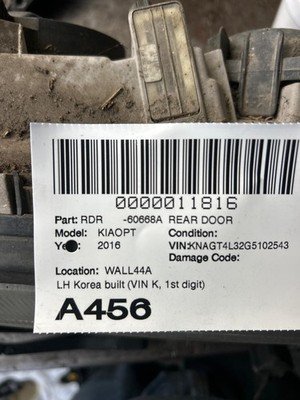 0000011816
Part: RDR -60668A REAR DOOR
Model: KIAOPT Condition:
2016 VIN:KNAGT4L32G5102543
Damage Code:
Location: WALL44A
LH Korea built (VIN K, 1st digit)
A456